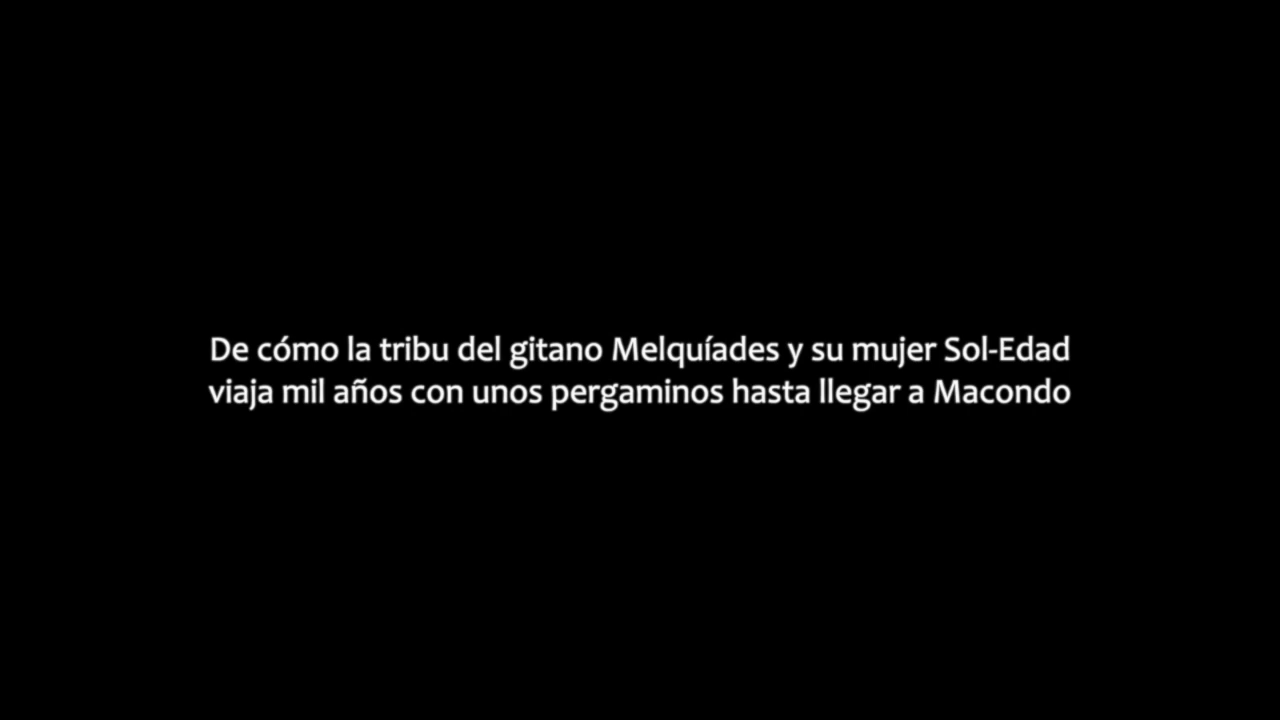 De cómo la tribu del gitano Melquíades y su mujer Sol-Edad
viaja mil años con unos pergaminos hasta llegar a Macondo